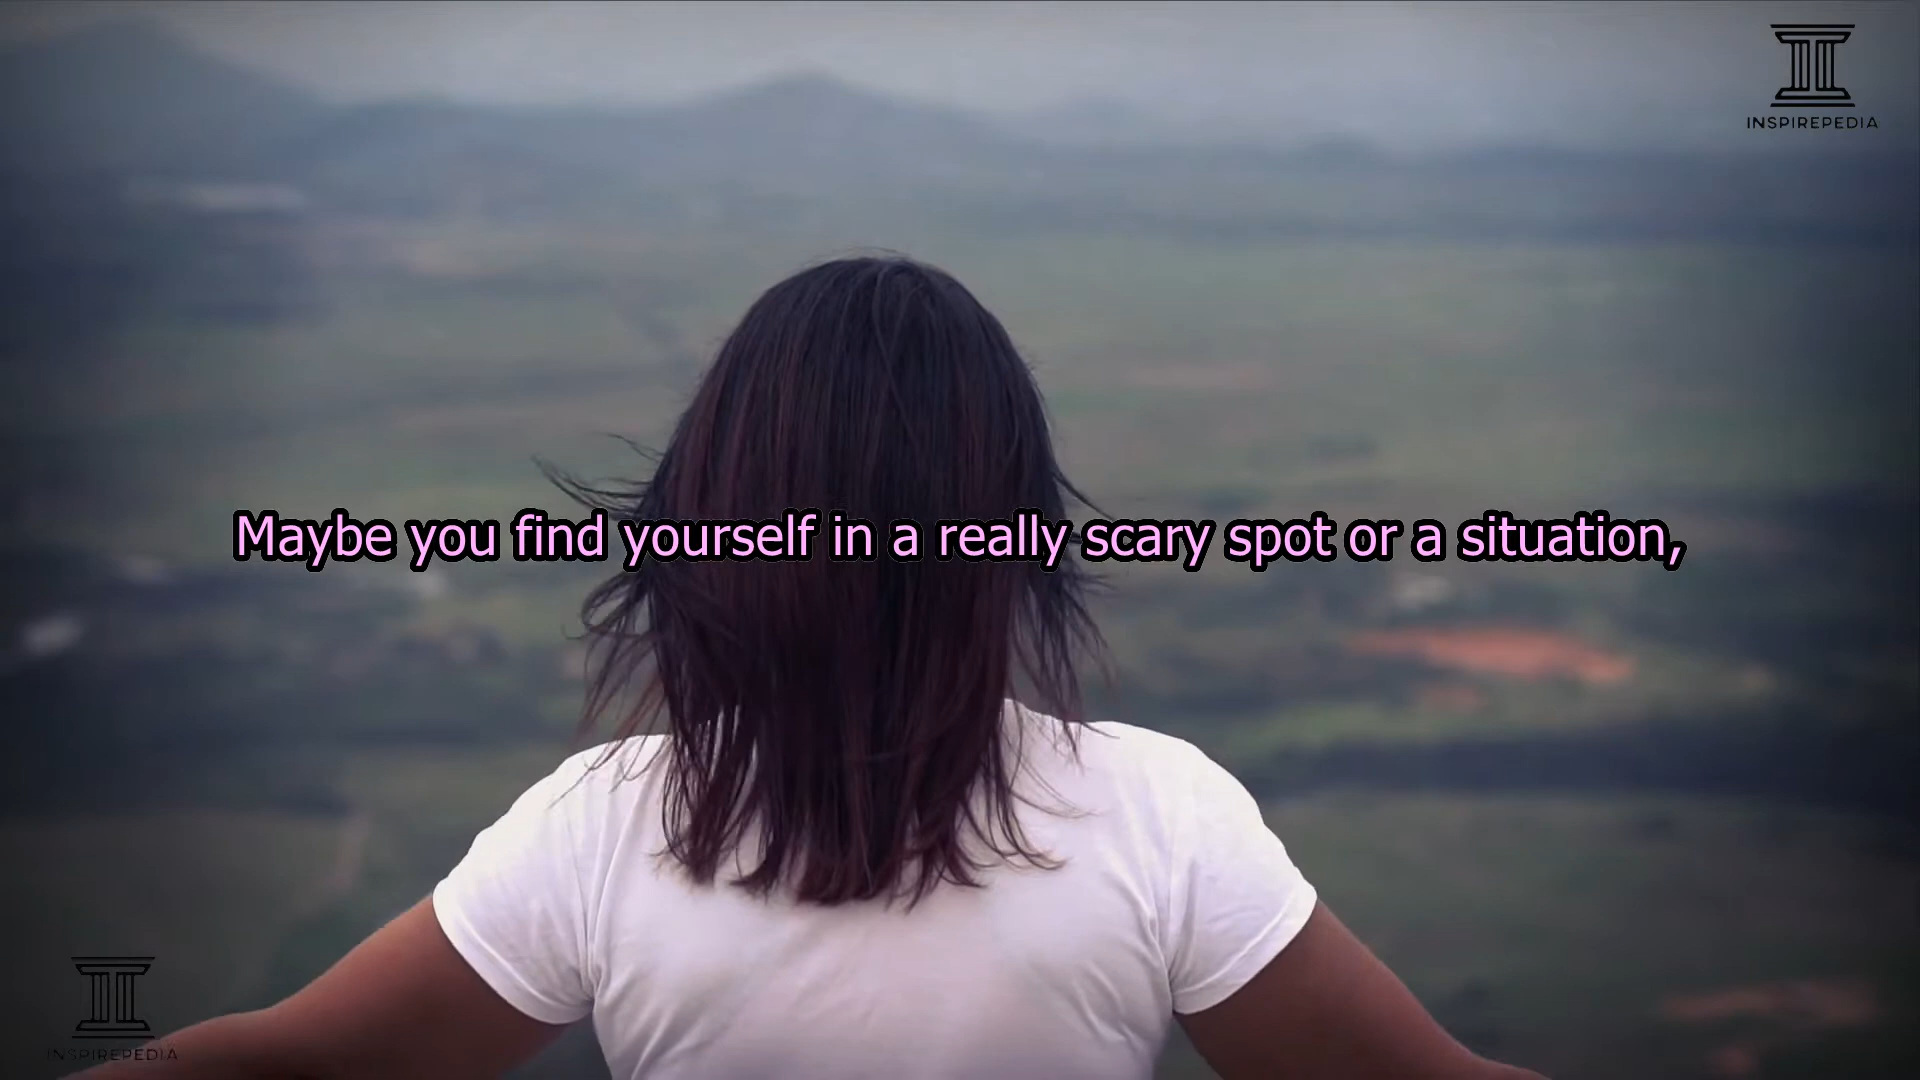 INSPIREPEDIA
Maybe you find yourself in a really scary spot or a situation,
INSPIREPEDIA